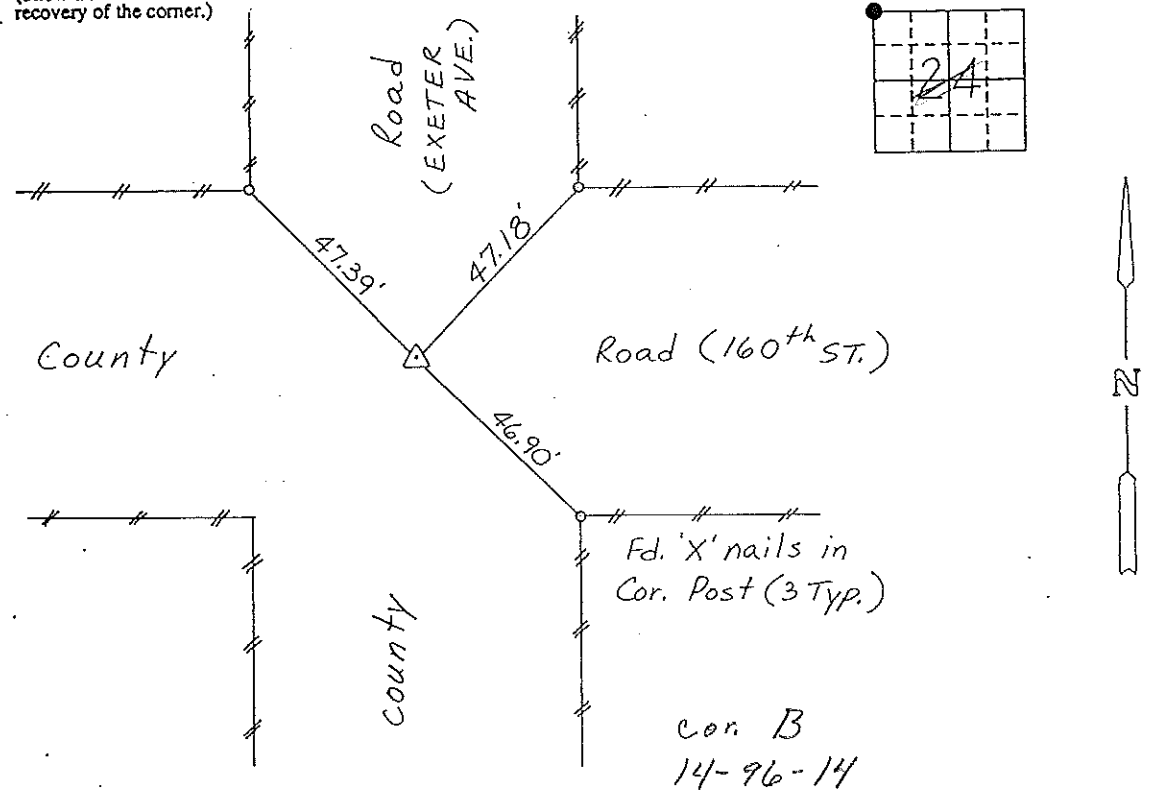 recovery of the corner.)
Road
(EXETER
AVE.)
24
47.39'
47.18'
County
Road (160th ST.)
N
46.90'
Fd. 'X' nails in
Cor. Post (3 Typ.)
County
cor. B
14-96-14